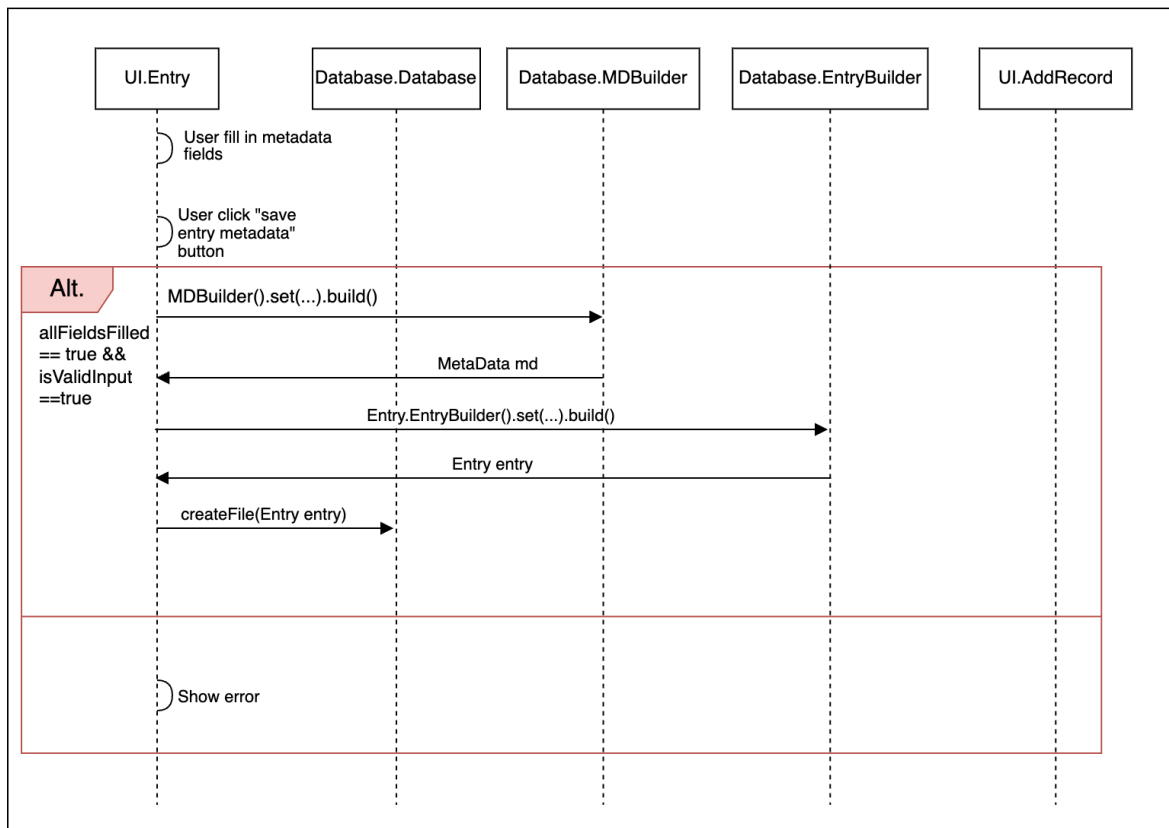 UI.Entry
Database.Database
Database.MDBuilder
Database.EntryBuilder
UI.AddRecord
User fill in metadata
fields
User click "save
entry metadata"
button
Alt.
MDBuilder().set(...).build()
allFieldsFilled
== true &&
isValidInput
==true
MetaData md
Entry.EntryBuilder().set(...).build()
Entry entry
createFile(Entry entry)
Show error